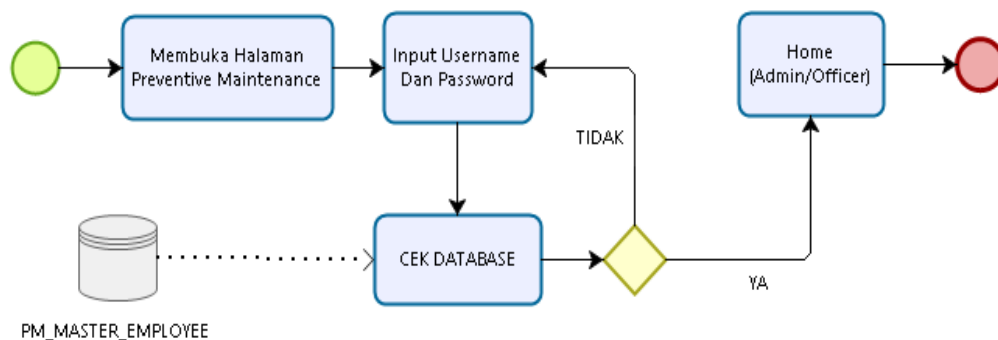 Membuka Halaman
Preventive Maintenance
Input Username
Dan Password
Home
(Admin/Officer)
TIDAK
CEK DATABASE
YA
PM_MASTER_EMPLOYEE